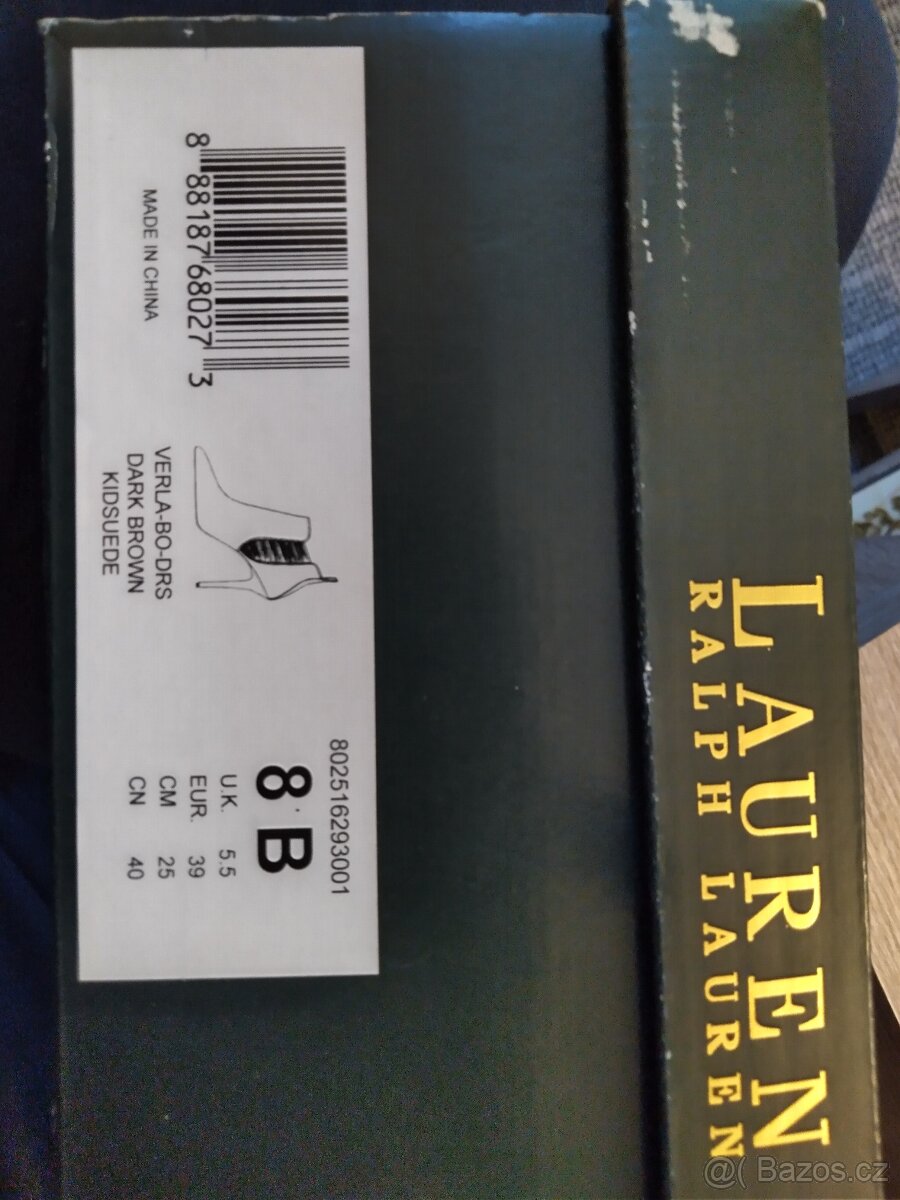 LAUREN
RALPH LAUREN
8 88187 68027 3
MADE IN CHINA
VERLA-BO-DRS
DARK BROWN
KIDSUEDE
802516293001
8 B
U.K. 5.5
EUR. 39
CM 25
CN 40
@( Bazos.cz